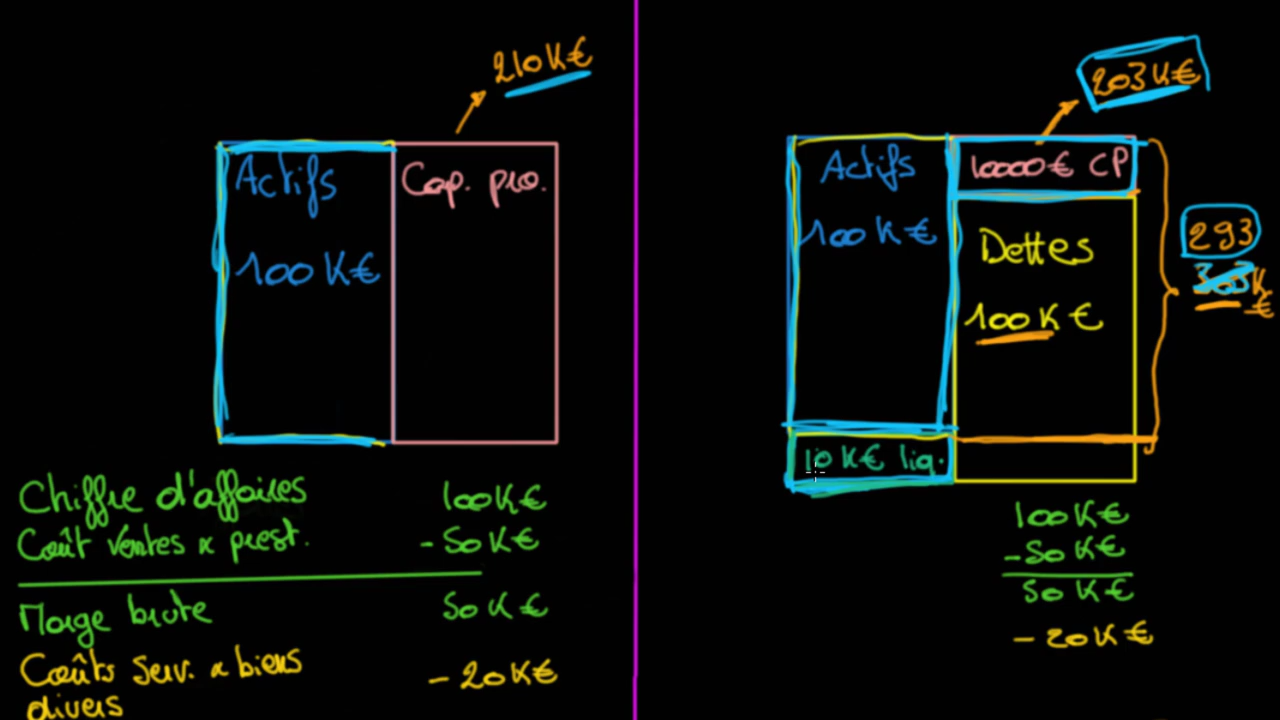 210K€
Actifs
Cap. pro.
100K€
Chiffre d'affaires 100K€
Coût ventes x prest. -50K€
Marge brute 50K€
Coûts serv. x biens -20K€
divers
203K€
Actifs
10000€ CP
100K€
Dettes
100K€
293
303K
€
10K€ liq.
100K€
-50K€
50K€
-20K€